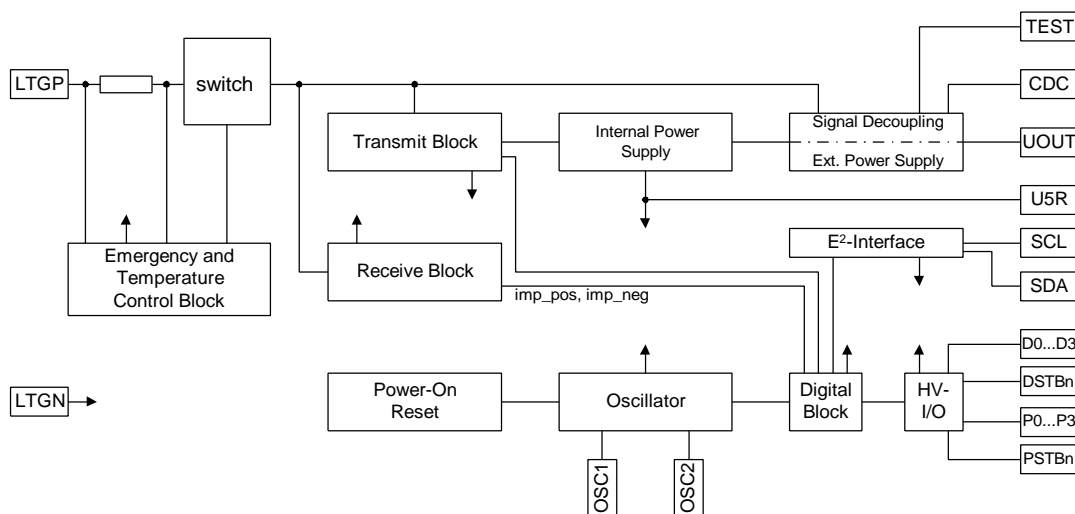 TEST
LTGP
switch
CDC
Transmit Block
Internal Power
Supply
Signal Decoupling
Ext. Power Supply
UOUT
U5R
Emergency and
Temperature
Control Block
Receive Block
imp_pos, imp_neg
E²-Interface
SCL
SDA
LTGN
Power-On
Reset
Oscillator
Digital
Block
HV-
I/O
D0...D3
DSTBn
P0...P3
PSTBn
OSC1
OSC2